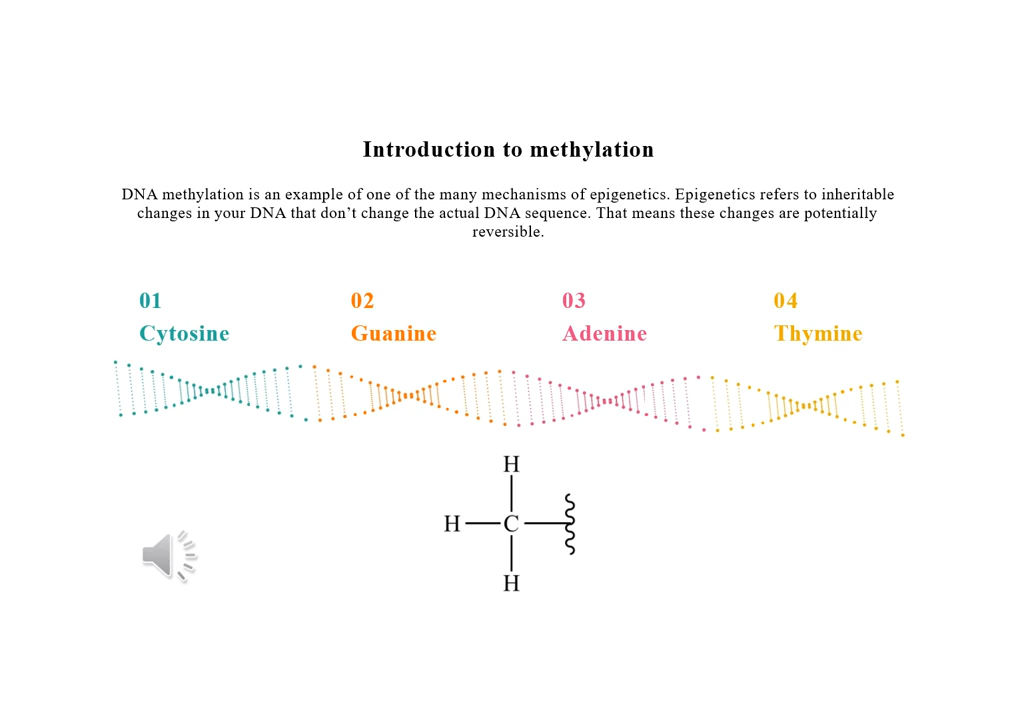 Introduction to methylation
DNA methylation is an example of one of the many mechanisms of epigenetics. Epigenetics refers to inheritable
changes in your DNA that don’t change the actual DNA sequence. That means these changes are potentially
reversible.
01
Cytosine
02
Guanine
03
Adenine
04
Thymine
H
H C
H